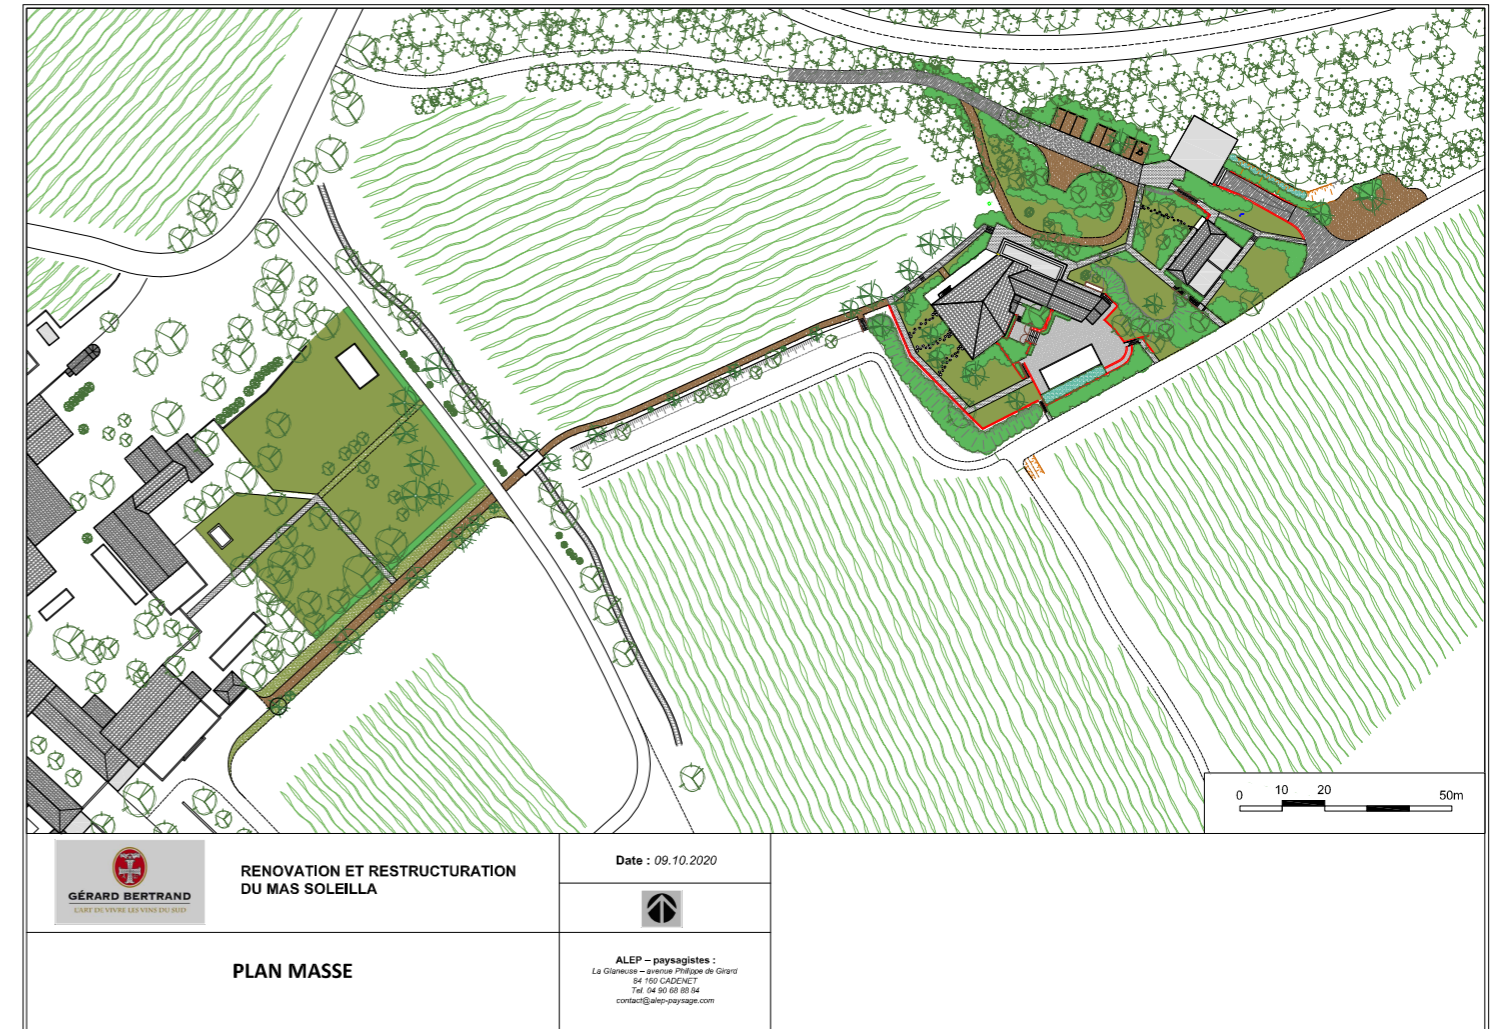 0 10 20 50m
GÉRARD BERTRAND
L'ART DE VIVRE LES VINS DU SUD
RENOVATION ET RESTRUCTURATION
DU MAS SOLEILLA
Date : 09.10.2020
PLAN MASSE
ALEP – paysagistes :
La Glaneuse – avenue Philippe de Girard
84 160 CADENET
Tel. 04 90 68 88 84
contact@alep-paysage.com